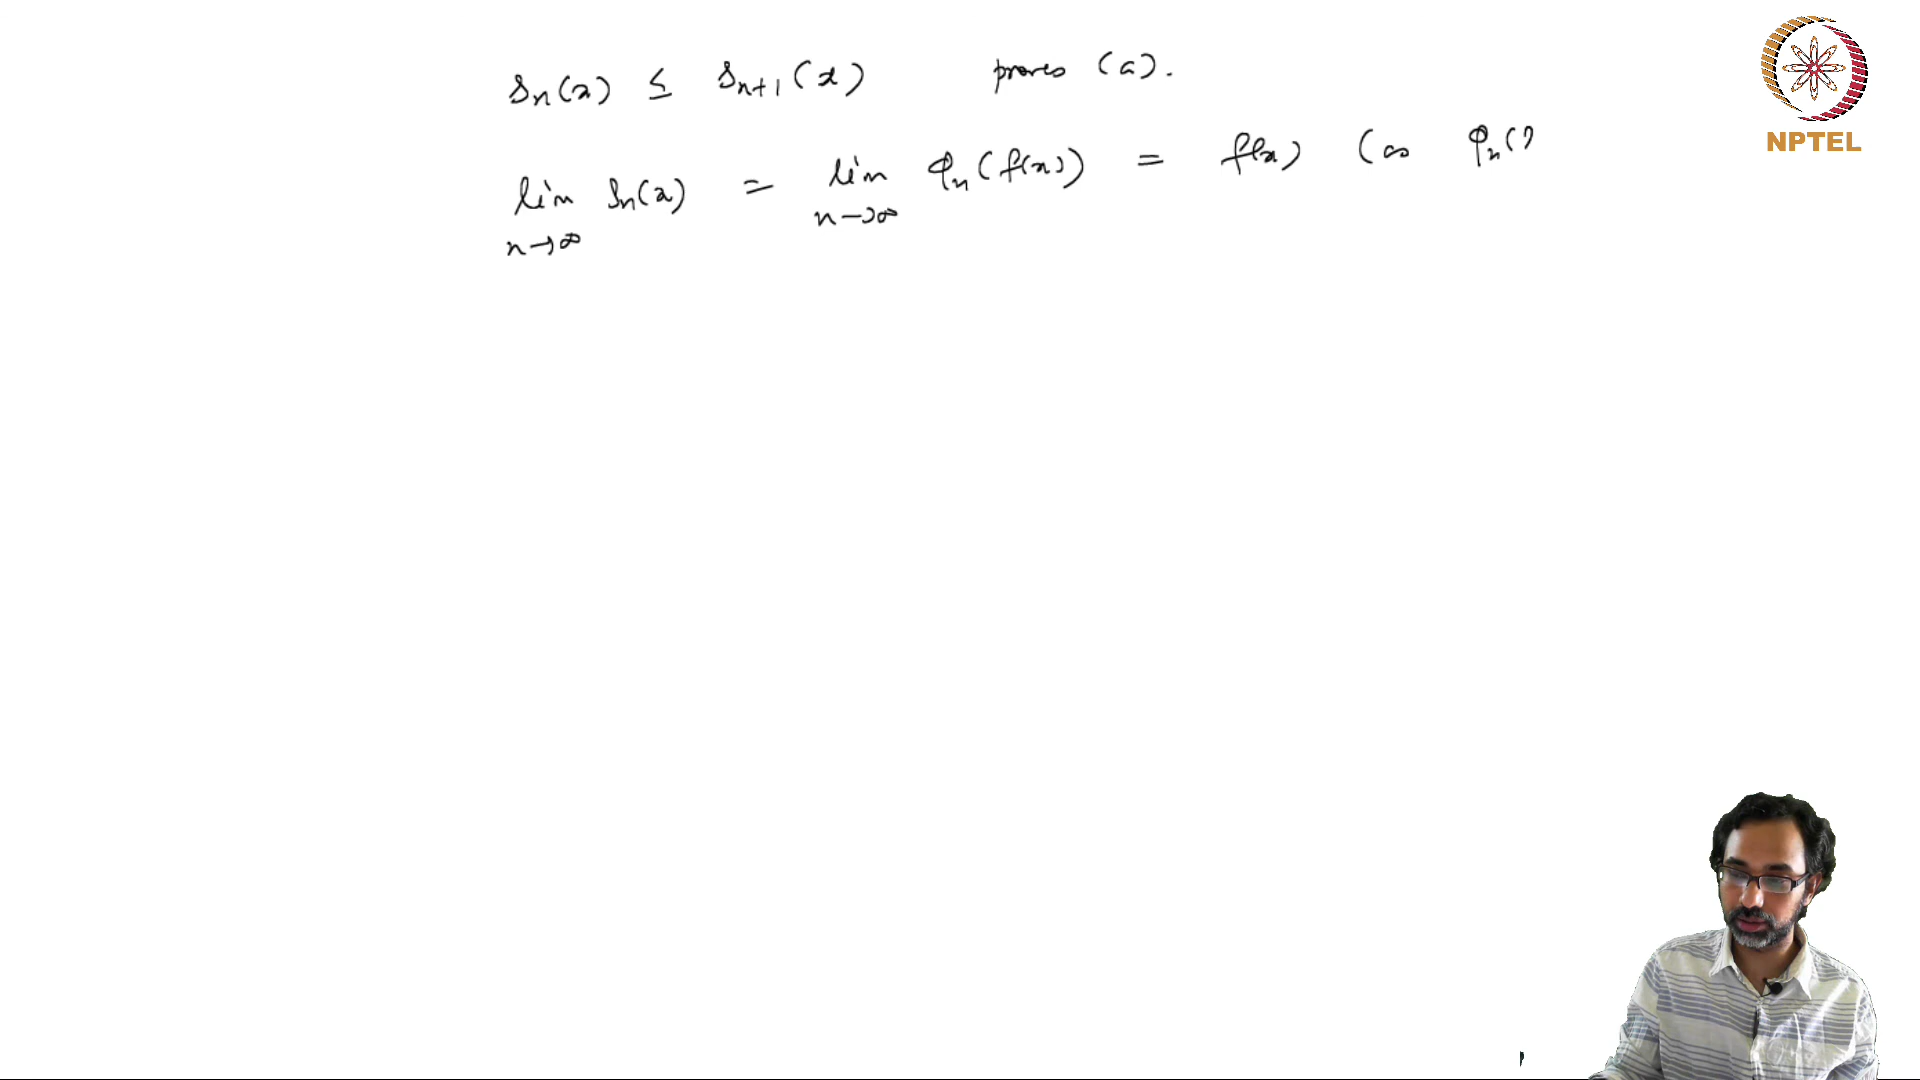 sₙ(x) ≤ sₙ₊₁(x) proves (a).
lim sₙ(x) = lim φₙ(f(x)) = f(x) (as φₙ()
n→∞ n→∞
NPTEL